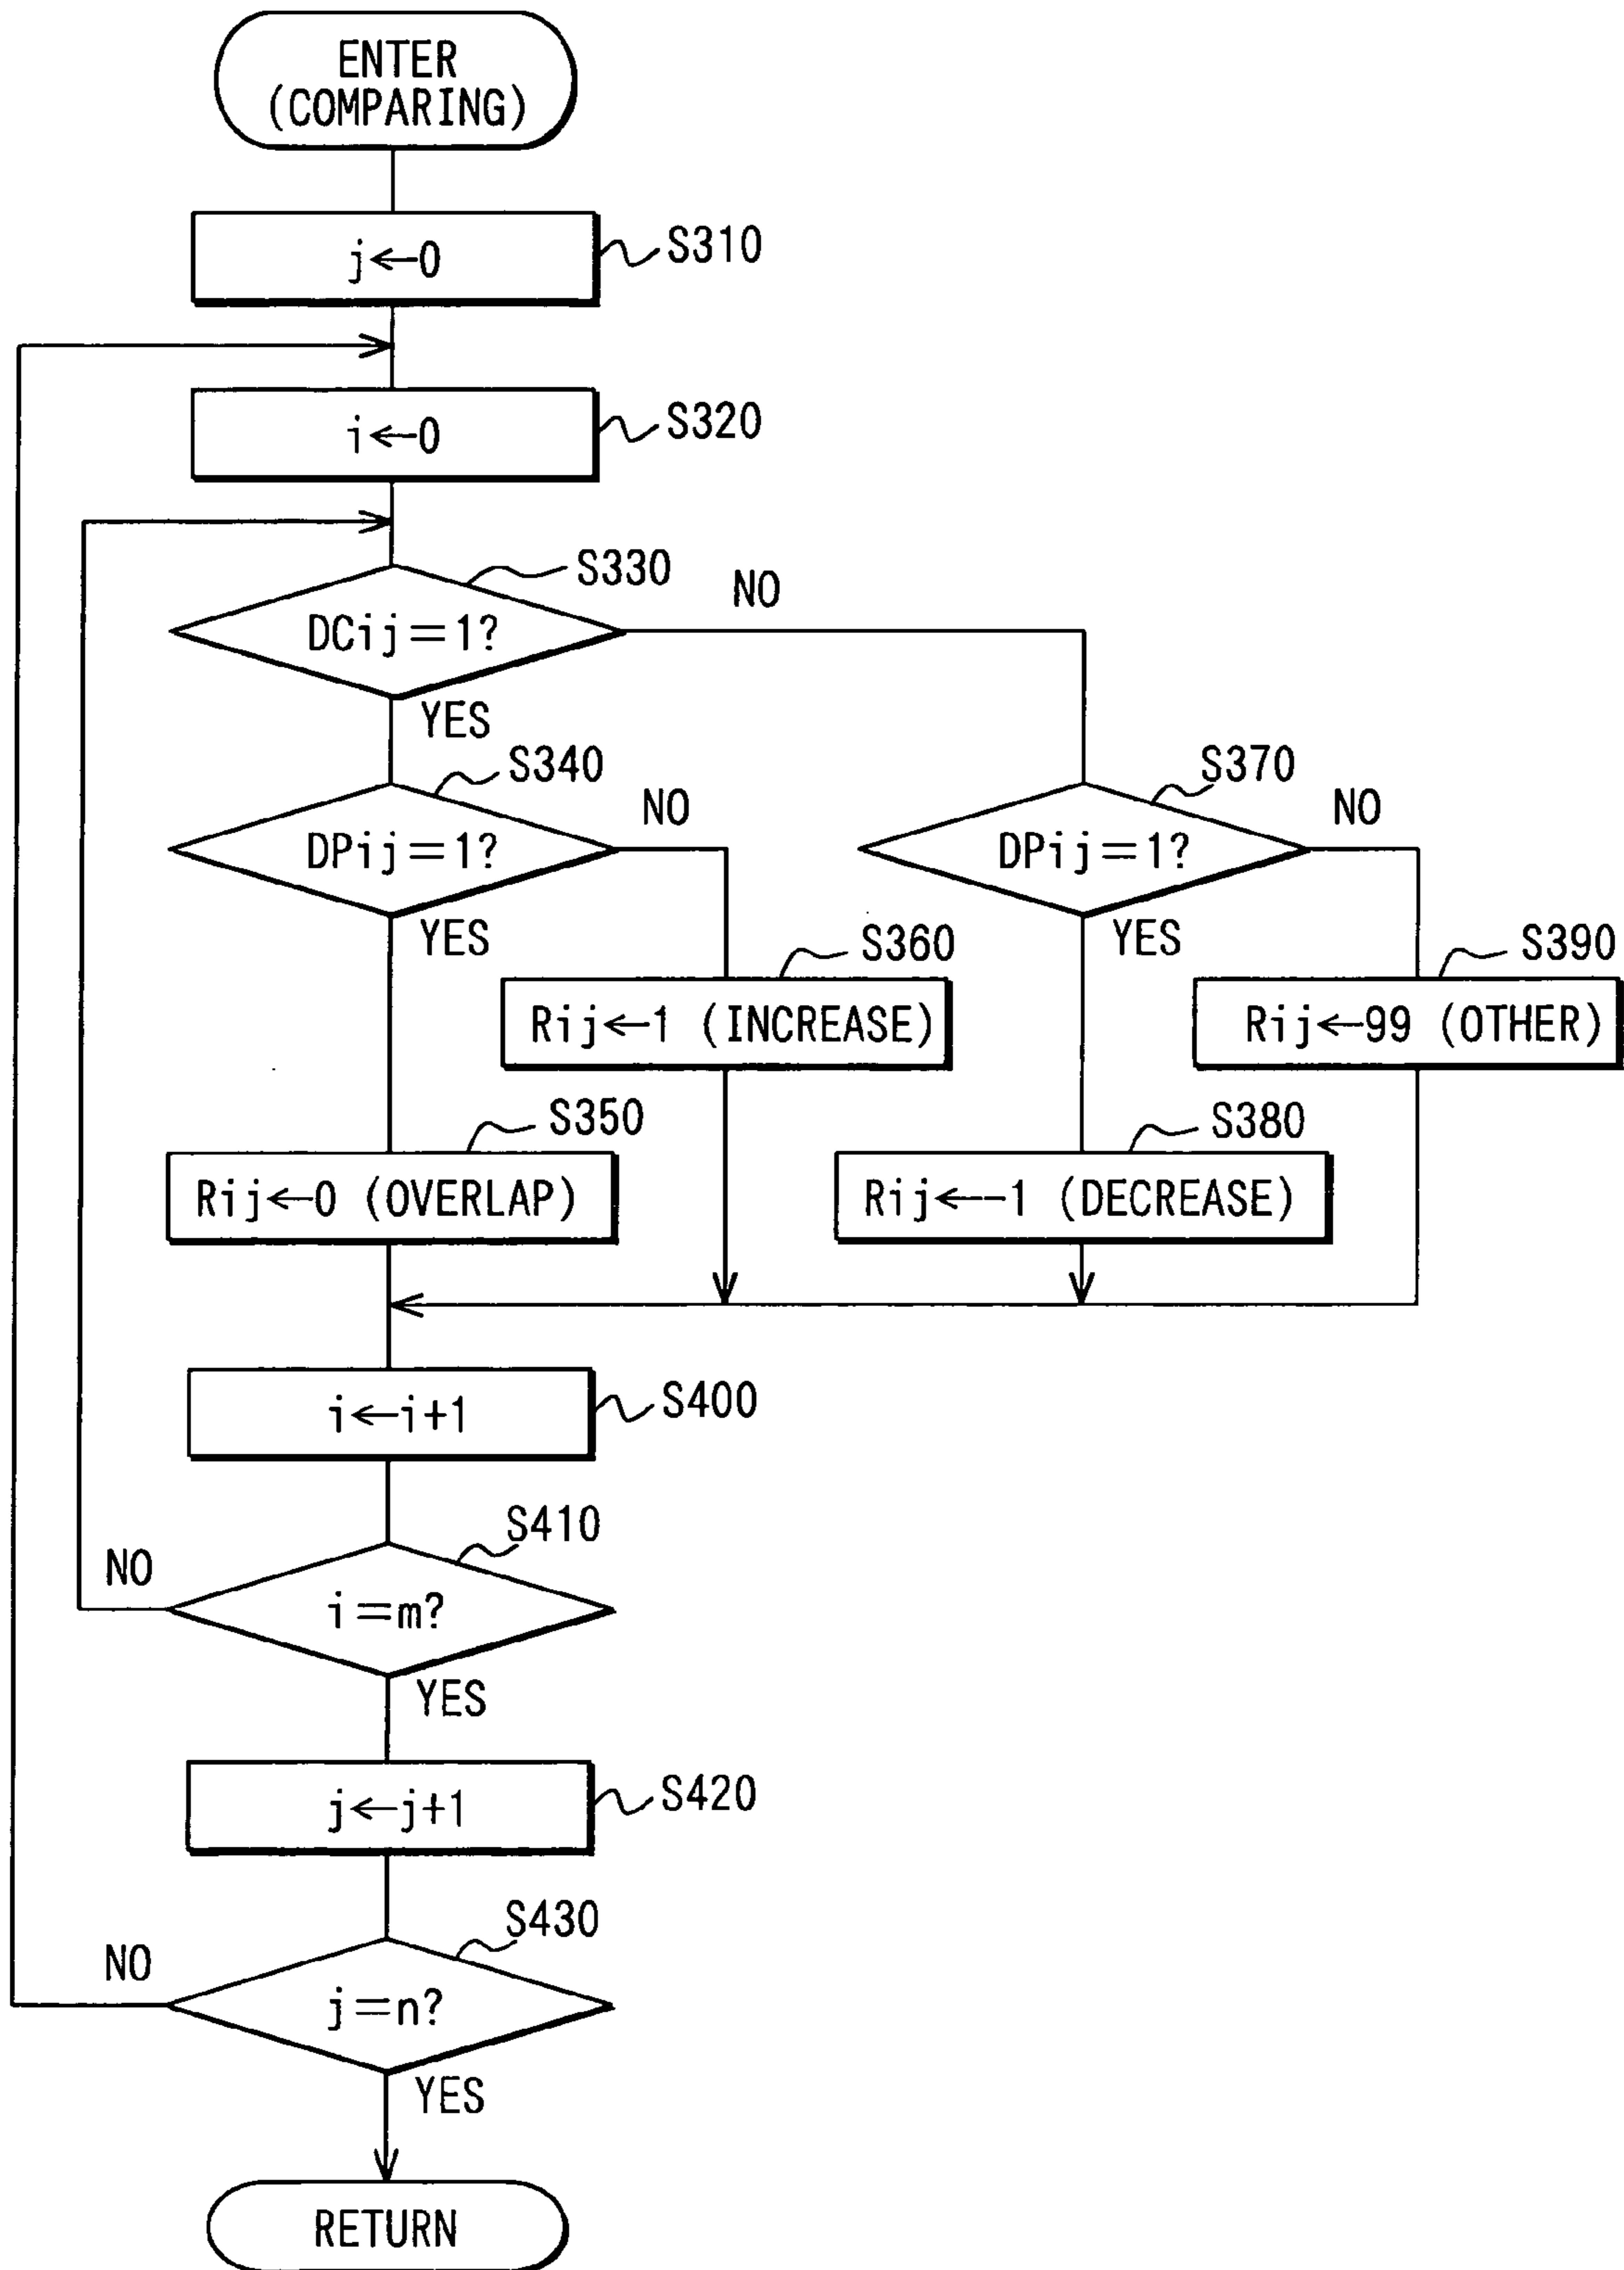 ENTER
(COMPARING)
j←0
S310
i←0
S320
S330
DCij=1?
NO
YES
S340
DPij=1?
NO
YES
S370
DPij=1?
NO
YES
S360
Rij←1 (INCREASE)
S390
Rij←99 (OTHER)
S350
Rij←0 (OVERLAP)
S380
Rij←-1 (DECREASE)
i←i+1
S400
S410
NO
i=m?
YES
j←j+1
S420
S430
NO
j=n?
YES
RETURN